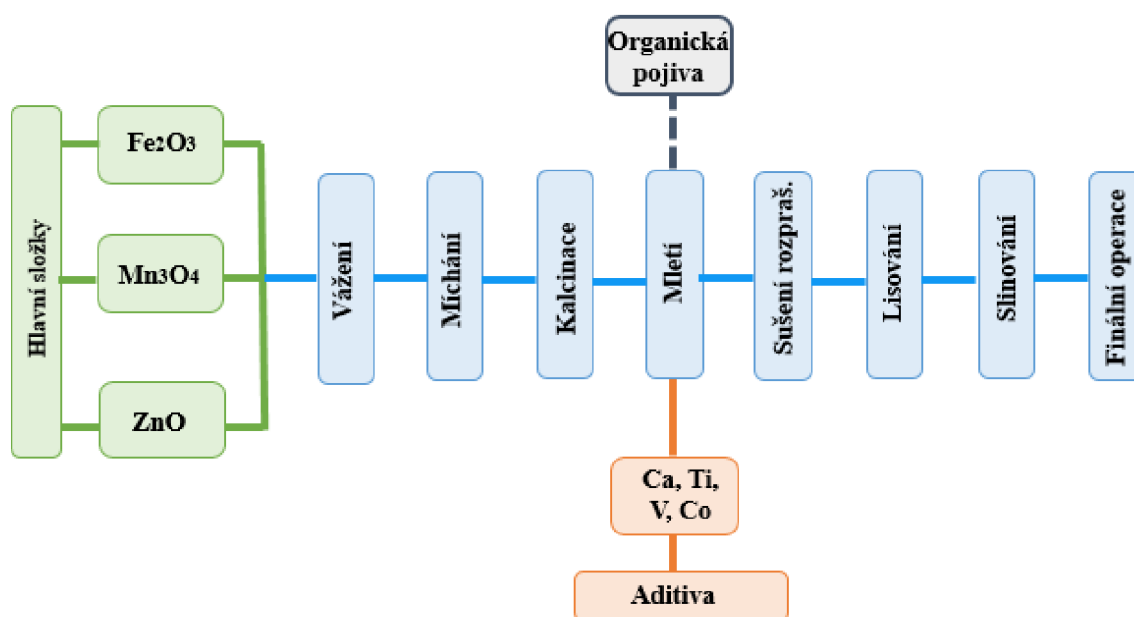 Organická
pojiva
Hlavní složky
Fe2O3
Mn3O4
ZnO
Vážení
Míchání
Kalcinace
Mletí
Sušení rozpraš.
Lisování
Slinování
Finální operace
Ca, Ti,
V, Co
Aditiva